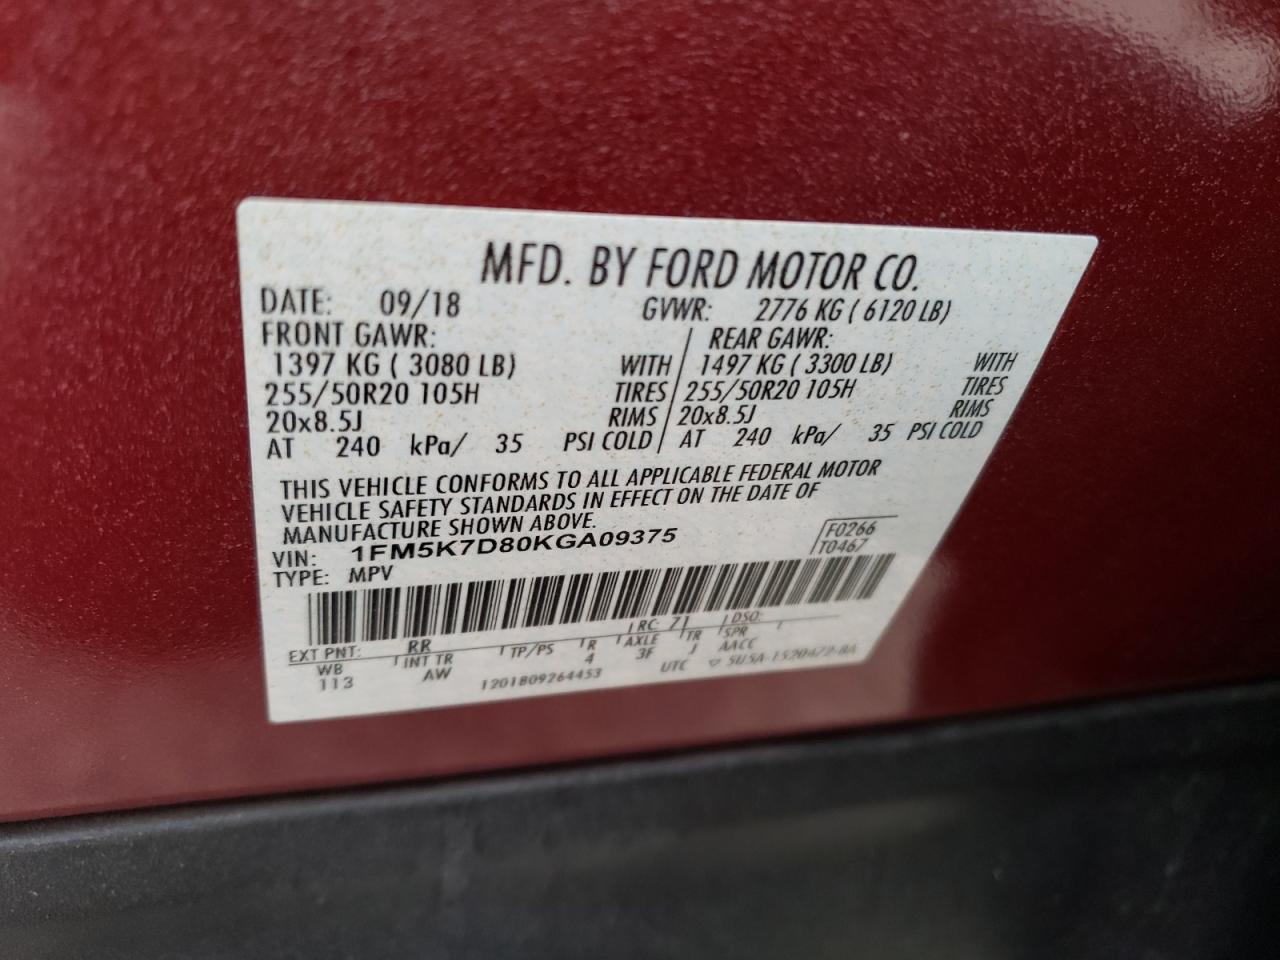 MFD. BY FORD MOTOR CO.
DATE: 09/18 GVWR: 2776 KG ( 6120 LB)
FRONT GAWR: REAR GAWR:
1397 KG ( 3080 LB) WITH / 1497 KG ( 3300 LB) WITH
255/50R20 105H TIRES / 255/50R20 105H TIRES
20x8.5J RIMS / 20x8.5J RIMS
AT 240 kPa/ 35 PSI COLD / AT 240 kPa/ 35 PSI COLD
THIS VEHICLE CONFORMS TO ALL APPLICABLE FEDERAL MOTOR
VEHICLE SAFETY STANDARDS IN EFFECT ON THE DATE OF
MANUFACTURE SHOWN ABOVE.
VIN: 1FM5K7D80KGA09375 F0266
TYPE: MPV T0467
EXT PNT: RR RC: 71 DSO:
WB INT TR TP/PS R AXLE TR SPR
113 AW 4 3F J AACC
1201809264453 UTC